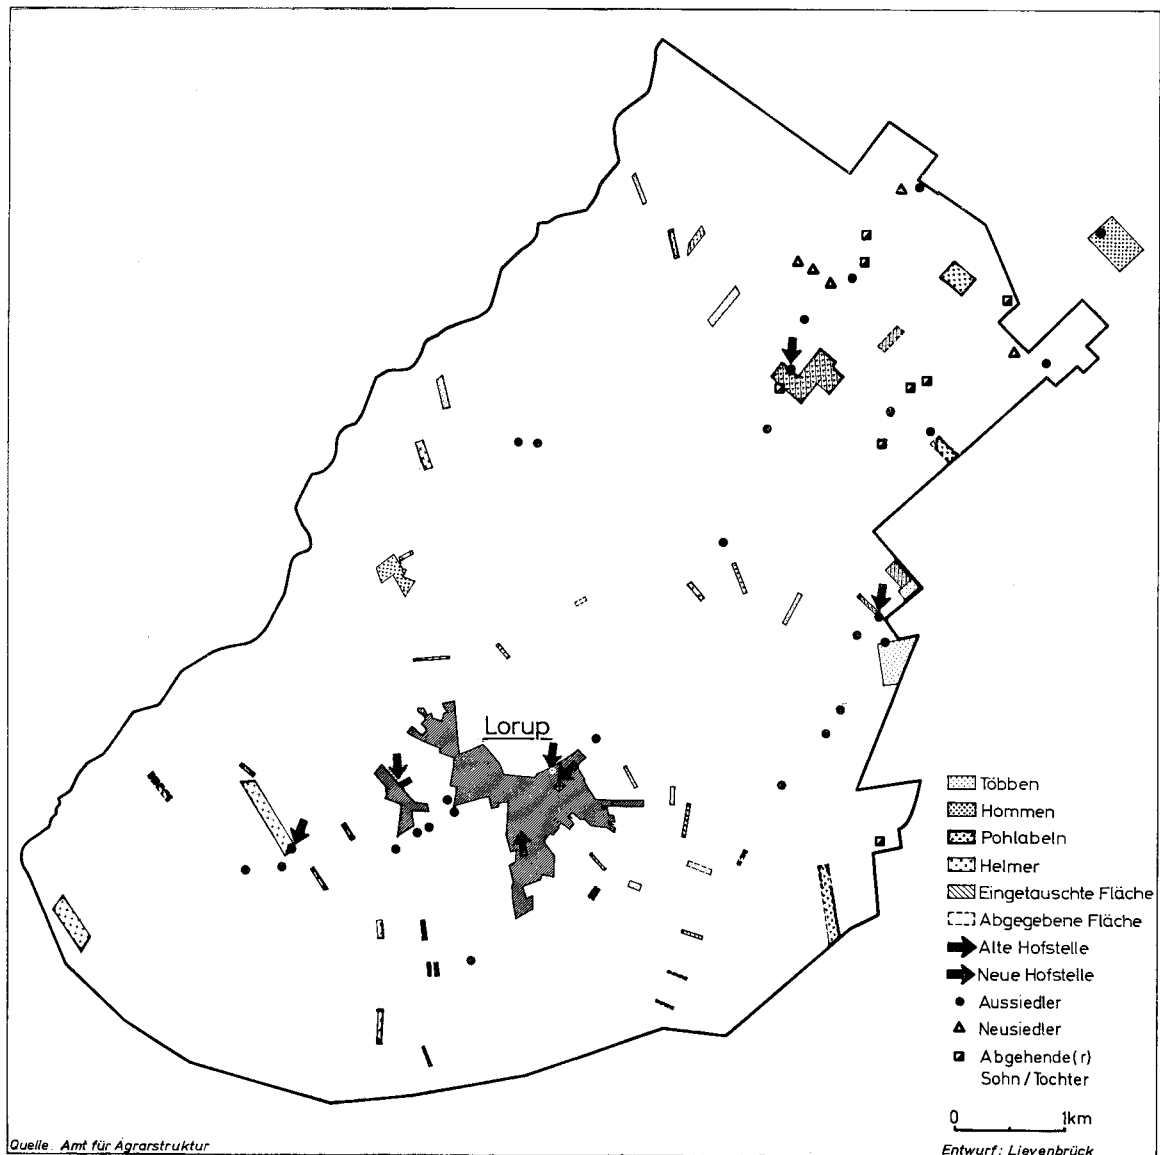 Lorup
Többen
Hommen
Pohlabeln
Helmer
Eingetauschte Fläche
Abgegebene Fläche
Alte Hofstelle
Neue Hofstelle
Aussiedler
Neusiedler
Abgehende(r)
Sohn/Tochter
0 1km
Quelle. Amt für Agrarstruktur
Entwurf: Lievenbrück